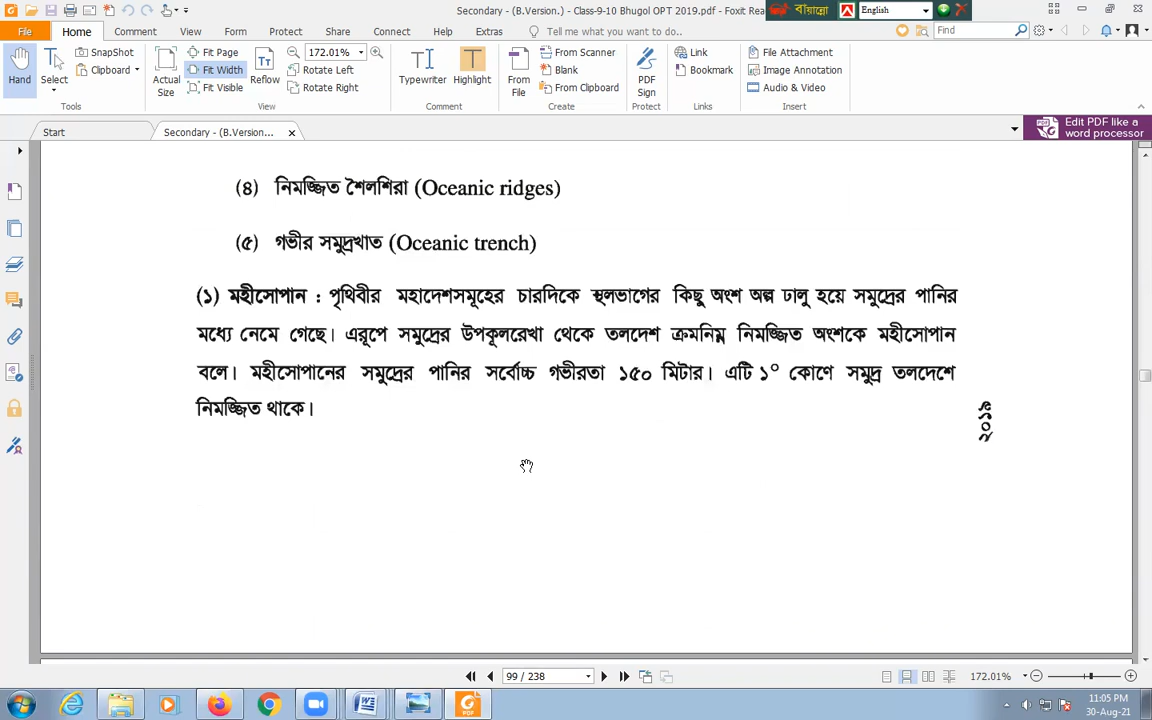 Secondary - (B.Version.) - Class-9-10 Bhugol OPT 2019.pdf - Foxit Rea
বায়ান্নো
English
File Home Comment View Form Protect Share Connect Help Extras Tell me what you want to do... Find
Hand
Select
SnapShot
Clipboard
Tools
Actual Size
Fit Page
Fit Width
Fit Visible
Reflow
172.01%
Rotate Left
Rotate Right
View
Typewriter
Highlight
Comment
From File
From Scanner
Blank
From Clipboard
Create
PDF Sign
Protect
Link
Bookmark
Links
File Attachment
Image Annotation
Audio & Video
Insert
Start
Secondary - (B.Version...
Edit PDF like a
word processor
(৪) নিমজ্জিত শৈলশিরা (Oceanic ridges)
(৫) গভীর সমুদ্রখাত (Oceanic trench)
(১) মহীসোপান : পৃথিবীর মহাদেশসমূহের চারদিকে স্থলভাগের কিছু অংশ অল্প ঢালু হয়ে সমুদ্রের পানির
মধ্যে নেমে গেছে। এরূপে সমুদ্রের উপকূলরেখা থেকে তলদেশ ক্রমনিম্ন নিমজ্জিত অংশকে মহীসোপান
বলে। মহীসোপানের সমুদ্রের পানির সর্বোচ্চ গভীরতা ১৫০ মিটার। এটি ১° কোণে সমুদ্র তলদেশে
নিমজ্জিত থাকে।
২০১৯
99 / 238
172.01%
11:05 PM
30-Aug-21